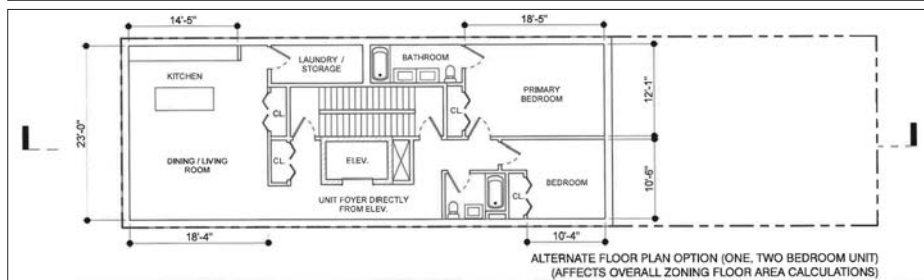 14'-5"
18'-5"
LAUNDRY /
STORAGE
BATHROOM
KITCHEN
PRIMARY
BEDROOM
12'-1"
CL.
CL.
23'-0"
ELEV.
DINING / LIVING
ROOM
CL.
BEDROOM
10'-6"
CL.
UNIT FOYER DIRECTLY
FROM ELEV.
18'-4"
10'-4"
ALTERNATE FLOOR PLAN OPTION (ONE, TWO BEDROOM UNIT)
(AFFECTS OVERALL ZONING FLOOR AREA CALCULATIONS)